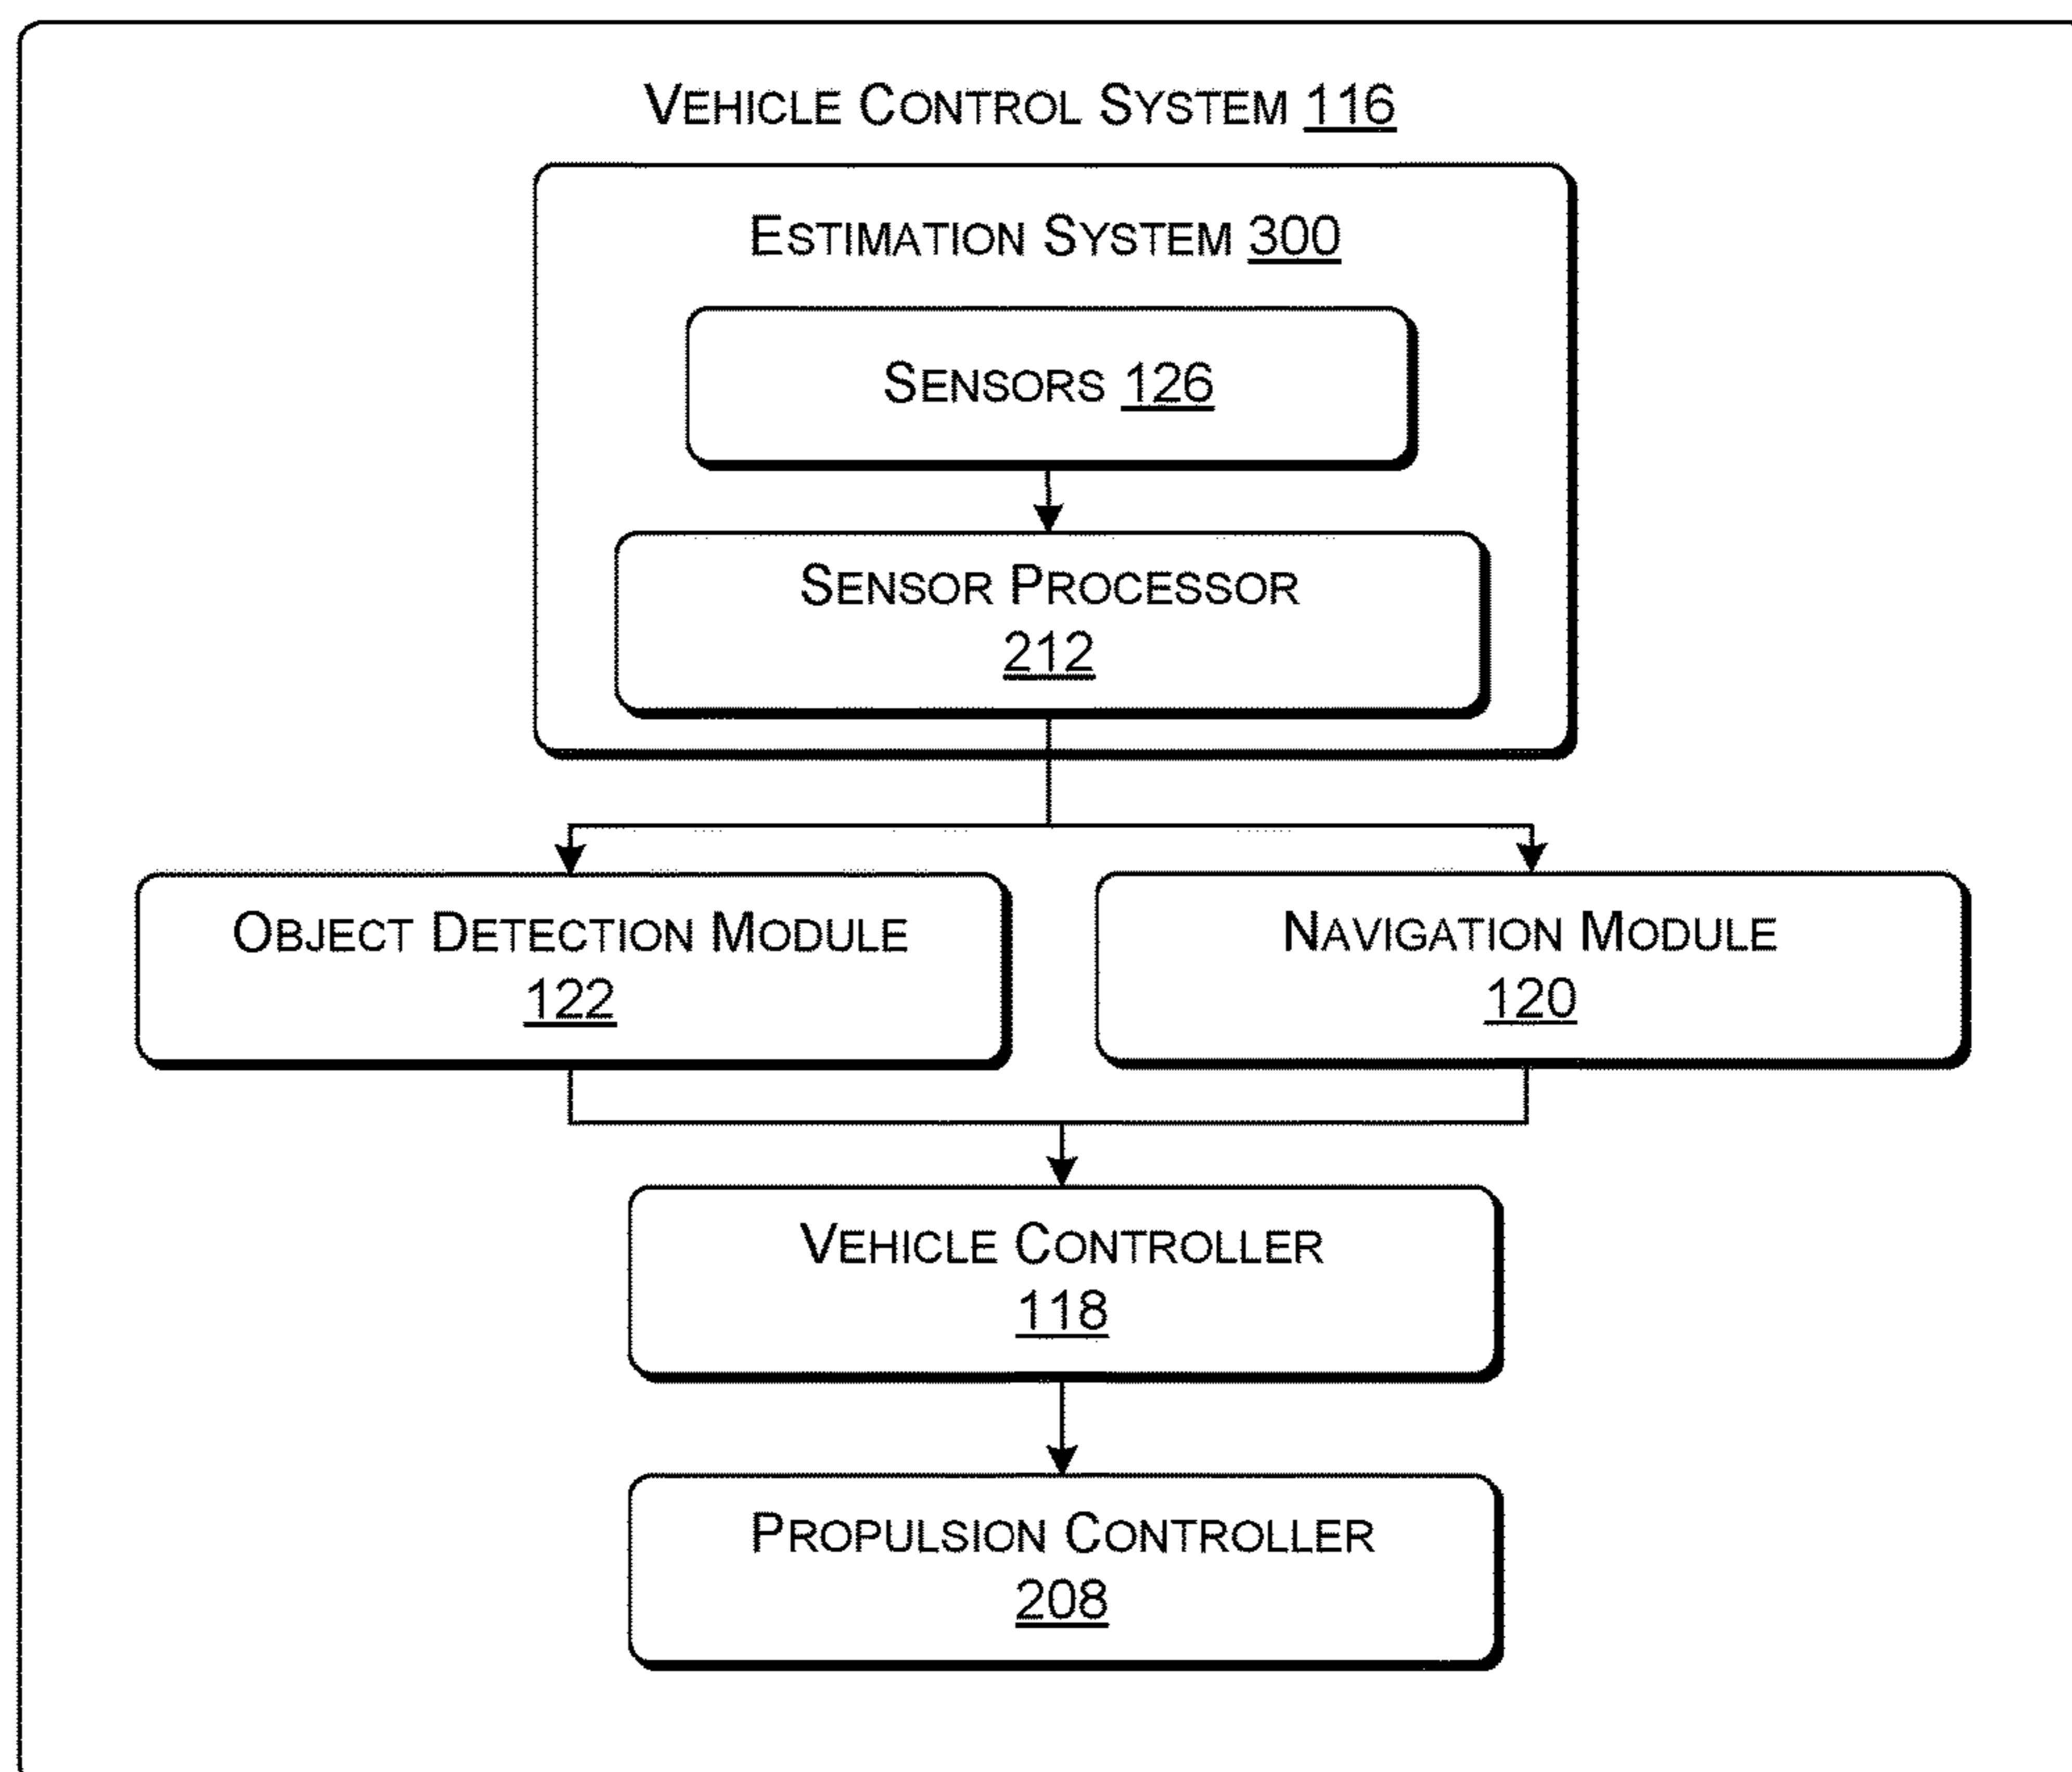 VEHICLE CONTROL SYSTEM 116
ESTIMATION SYSTEM 300
SENSORS 126
SENSOR PROCESSOR
212
OBJECT DETECTION MODULE
122
NAVIGATION MODULE
120
VEHICLE CONTROLLER
118
PROPULSION CONTROLLER
208